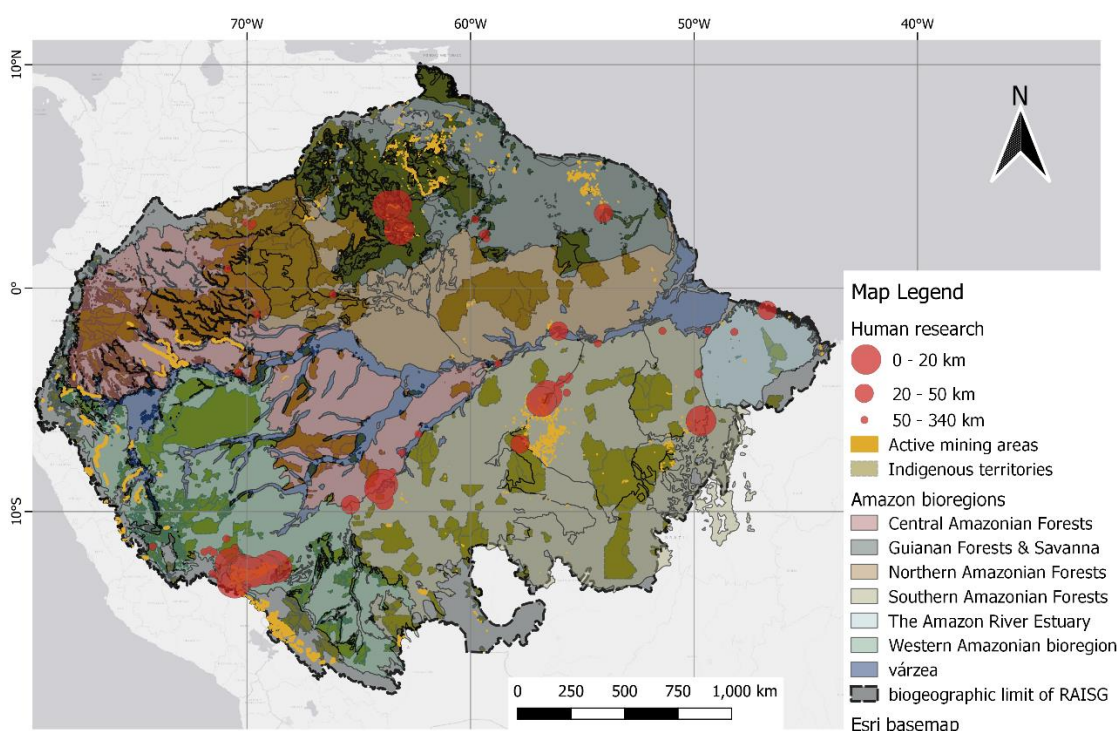 70°W 60°W 50°W 40°W
10°N
N
0°
10°S
Map Legend
Human research
0 - 20 km
20 - 50 km
50 - 340 km
Active mining areas
Indigenous territories
Amazon bioregions
Central Amazonian Forests
Guianan Forests & Savanna
Northern Amazonian Forests
Southern Amazonian Forests
The Amazon River Estuary
Western Amazonian bioregion
várzea
biogeographic limit of RAISG
Esri basemap
0 250 500 750 1,000 km